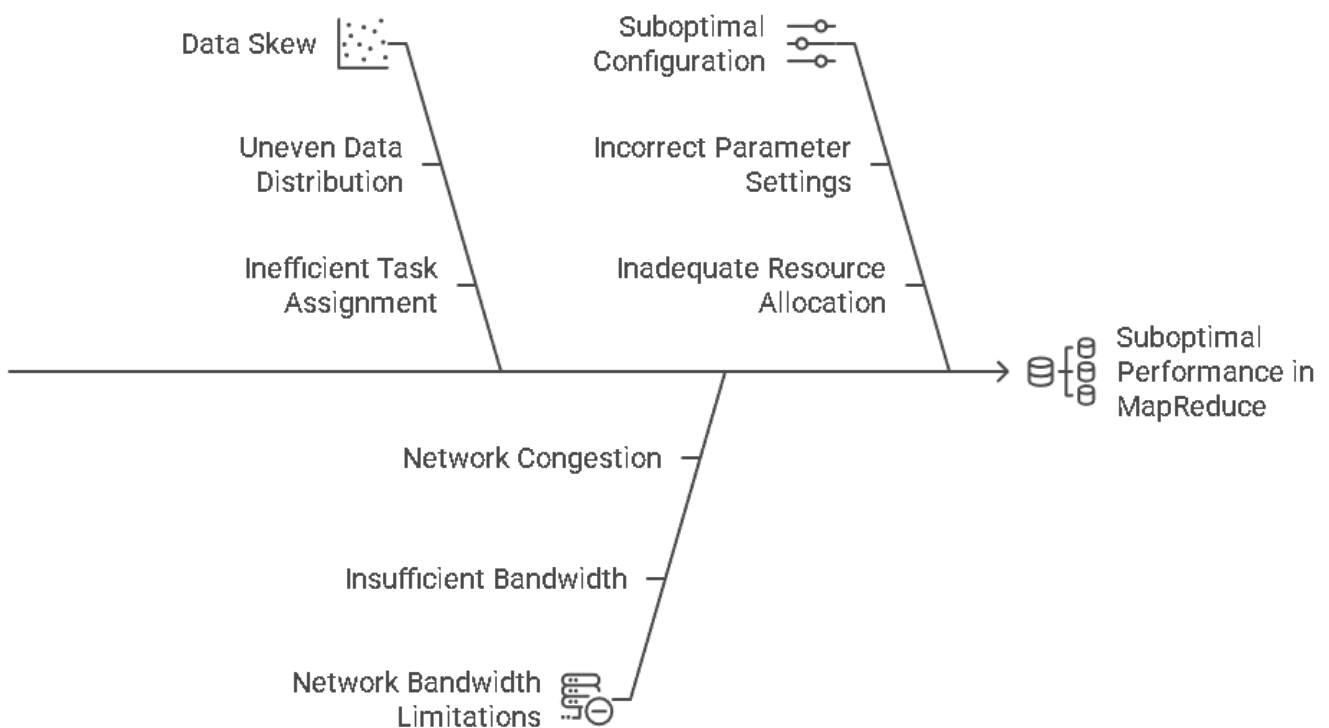 Data Skew
Suboptimal
Configuration
Uneven Data
Distribution
Incorrect Parameter
Settings
Inefficient Task
Assignment
Inadequate Resource
Allocation
Suboptimal
Performance in
MapReduce
Network Congestion
Insufficient Bandwidth
Network Bandwidth
Limitations